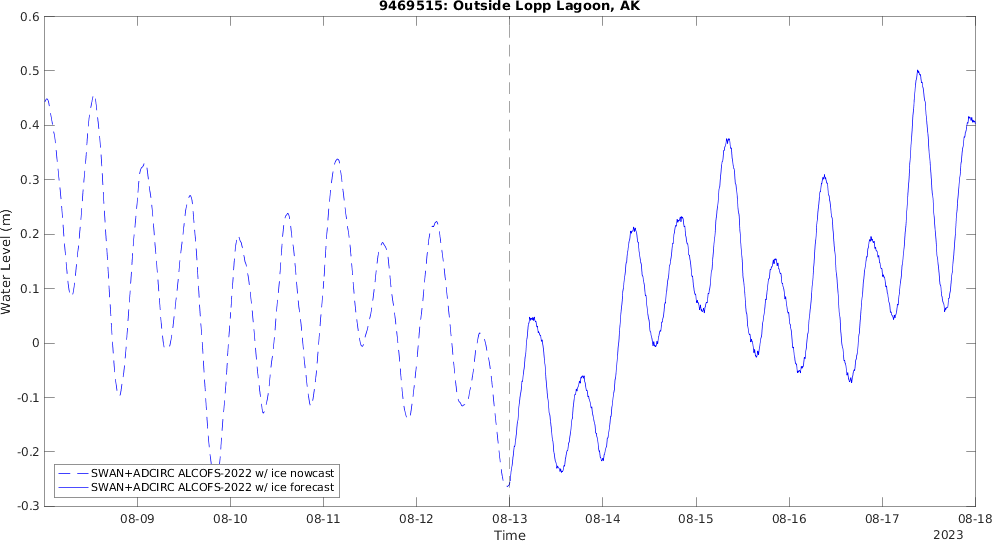 9469515: Outside Lopp Lagoon, AK
0.6
0.5
0.4
0.3
0.2
0.1
0
-0.1
-0.2
-0.3
Water Level (m)
SWAN+ADCIRC ALCOFS-2022 w/ ice nowcast
SWAN+ADCIRC ALCOFS-2022 w/ ice forecast
08-09 08-10 08-11 08-12 08-13 08-14 08-15 08-16 08-17 08-18
Time
2023